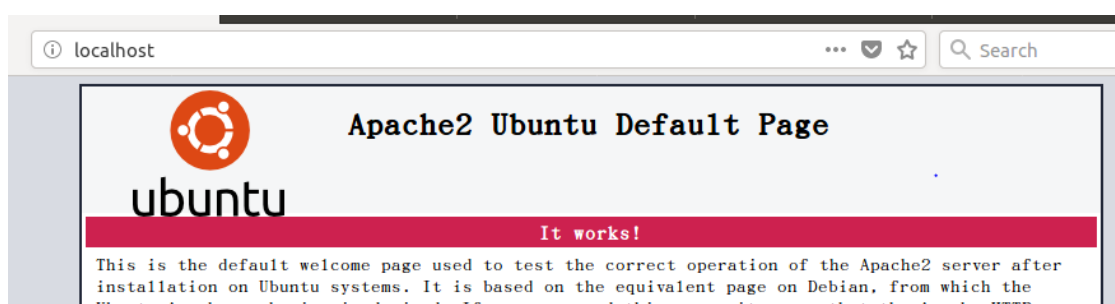 localhost
Search
Apache2 Ubuntu Default Page
ubuntu
It works!
This is the default welcome page used to test the correct operation of the Apache2 server after
installation on Ubuntu systems. It is based on the equivalent page on Debian, from which the